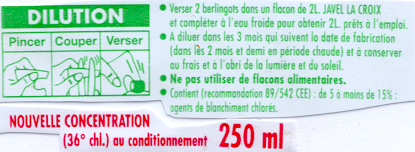 DILUTION
Pincer Couper Verser
• Verser 2 berlingots dans un flacon de 2L. JAVEL LA CROIX
et compléter à l'eau froide pour obtenir 2L. prêts à l'emploi.
• A diluer dans les 3 mois qui suivent la date de fabrication
(dans les 2 mois et demi en période chaude) et à conserver
au frais et à l'abri de la lumière et du soleil.
• Ne pas utiliser de flacons alimentaires.
• Contient (recommandation 89/542 CEE) : de 5 à moins de 15% :
agents de blanchiment chlorés.
NOUVELLE CONCENTRATION
(36° chl.) au conditionnement 250 ml